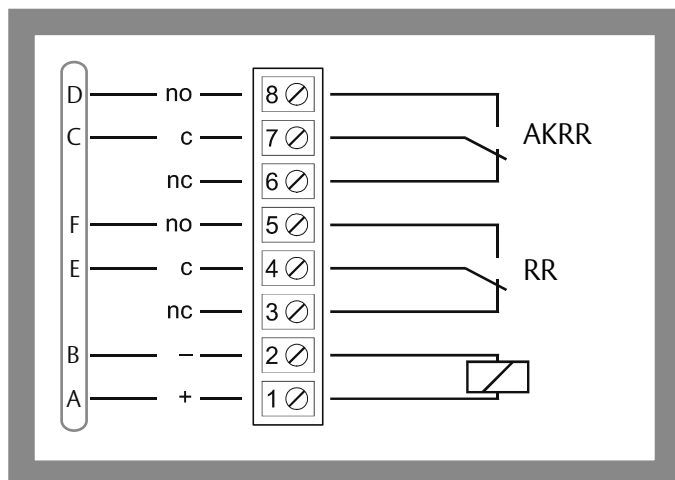 D no 8
C c 7 AKRR
nc 6
F no 5
E c 4 RR
nc 3
B – 2
A + 1